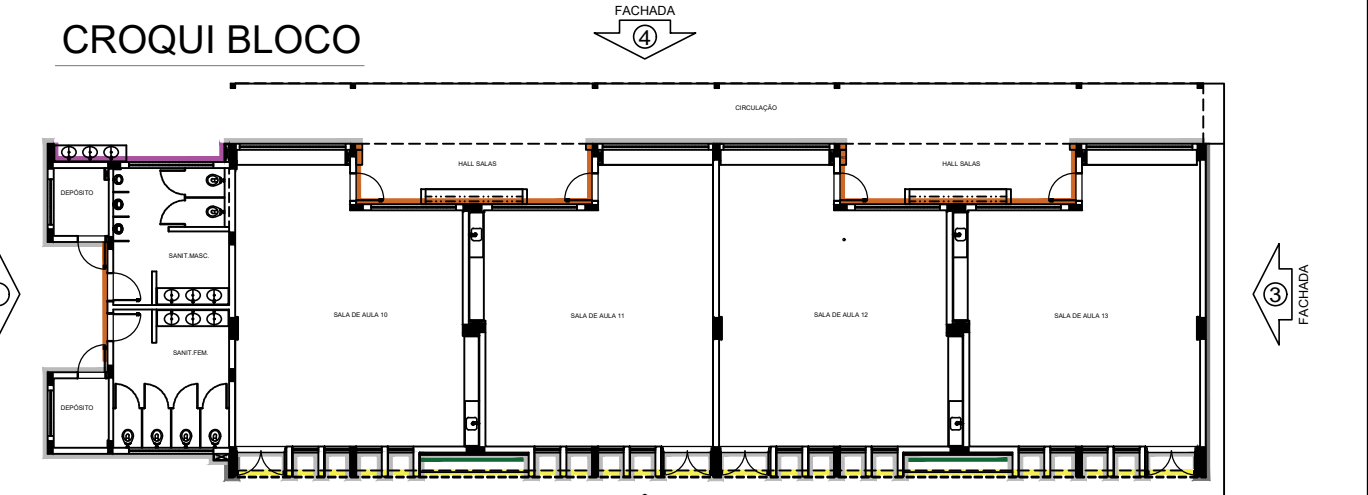 CROQUI BLOCO
FACHADA
4
CIRCULAÇÃO
HALL SALAS
HALL SALAS
DEPÓSITO
SANIT.MASC.
SALA DE AULA 10
SALA DE AULA 11
SALA DE AULA 12
SALA DE AULA 13
3
FACHADA
SANIT.FEM.
DEPÓSITO